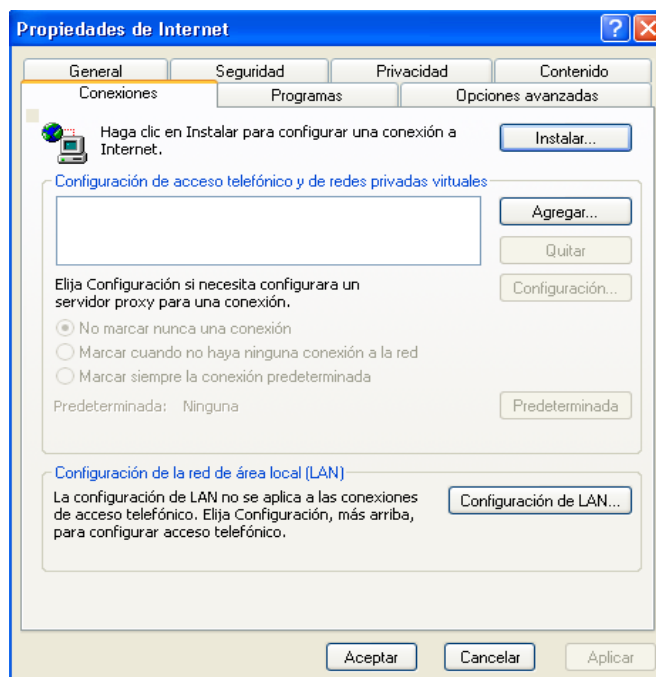 Propiedades de Internet
General Seguridad Privacidad Contenido
Conexiones Programas Opciones avanzadas
Haga clic en Instalar para configurar una conexión a
Internet.
Instalar...
Configuración de acceso telefónico y de redes privadas virtuales
Agregar...
Quitar
Elija Configuración si necesita configurara un
servidor proxy para una conexión.
Configuración...
No marcar nunca una conexión
Marcar cuando no haya ninguna conexión a la red
Marcar siempre la conexión predeterminada
Predeterminada: Ninguna
Predeterminada
Configuración de la red de área local (LAN)
La configuración de LAN no se aplica a las conexiones
de acceso telefónico. Elija Configuración, más arriba,
para configurar acceso telefónico.
Configuración de LAN...
Aceptar Cancelar Aplicar